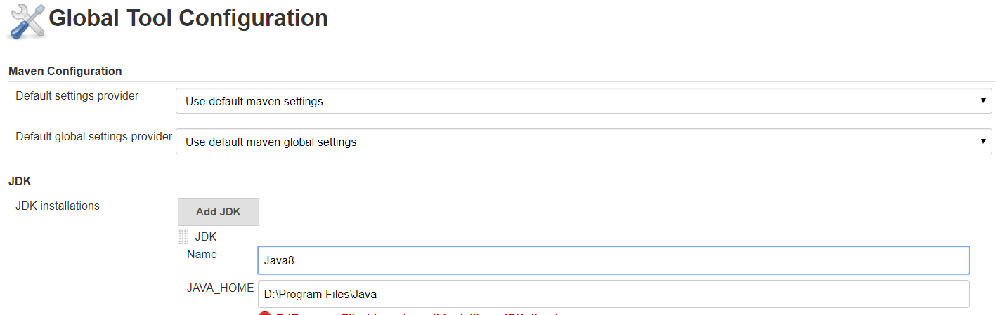 Global Tool Configuration
Maven Configuration
Default settings provider
Use default maven settings
Default global settings provider
Use default maven global settings
JDK
JDK installations
Add JDK
JDK
Name
Java8
JAVA_HOME
D:\Program Files\Java